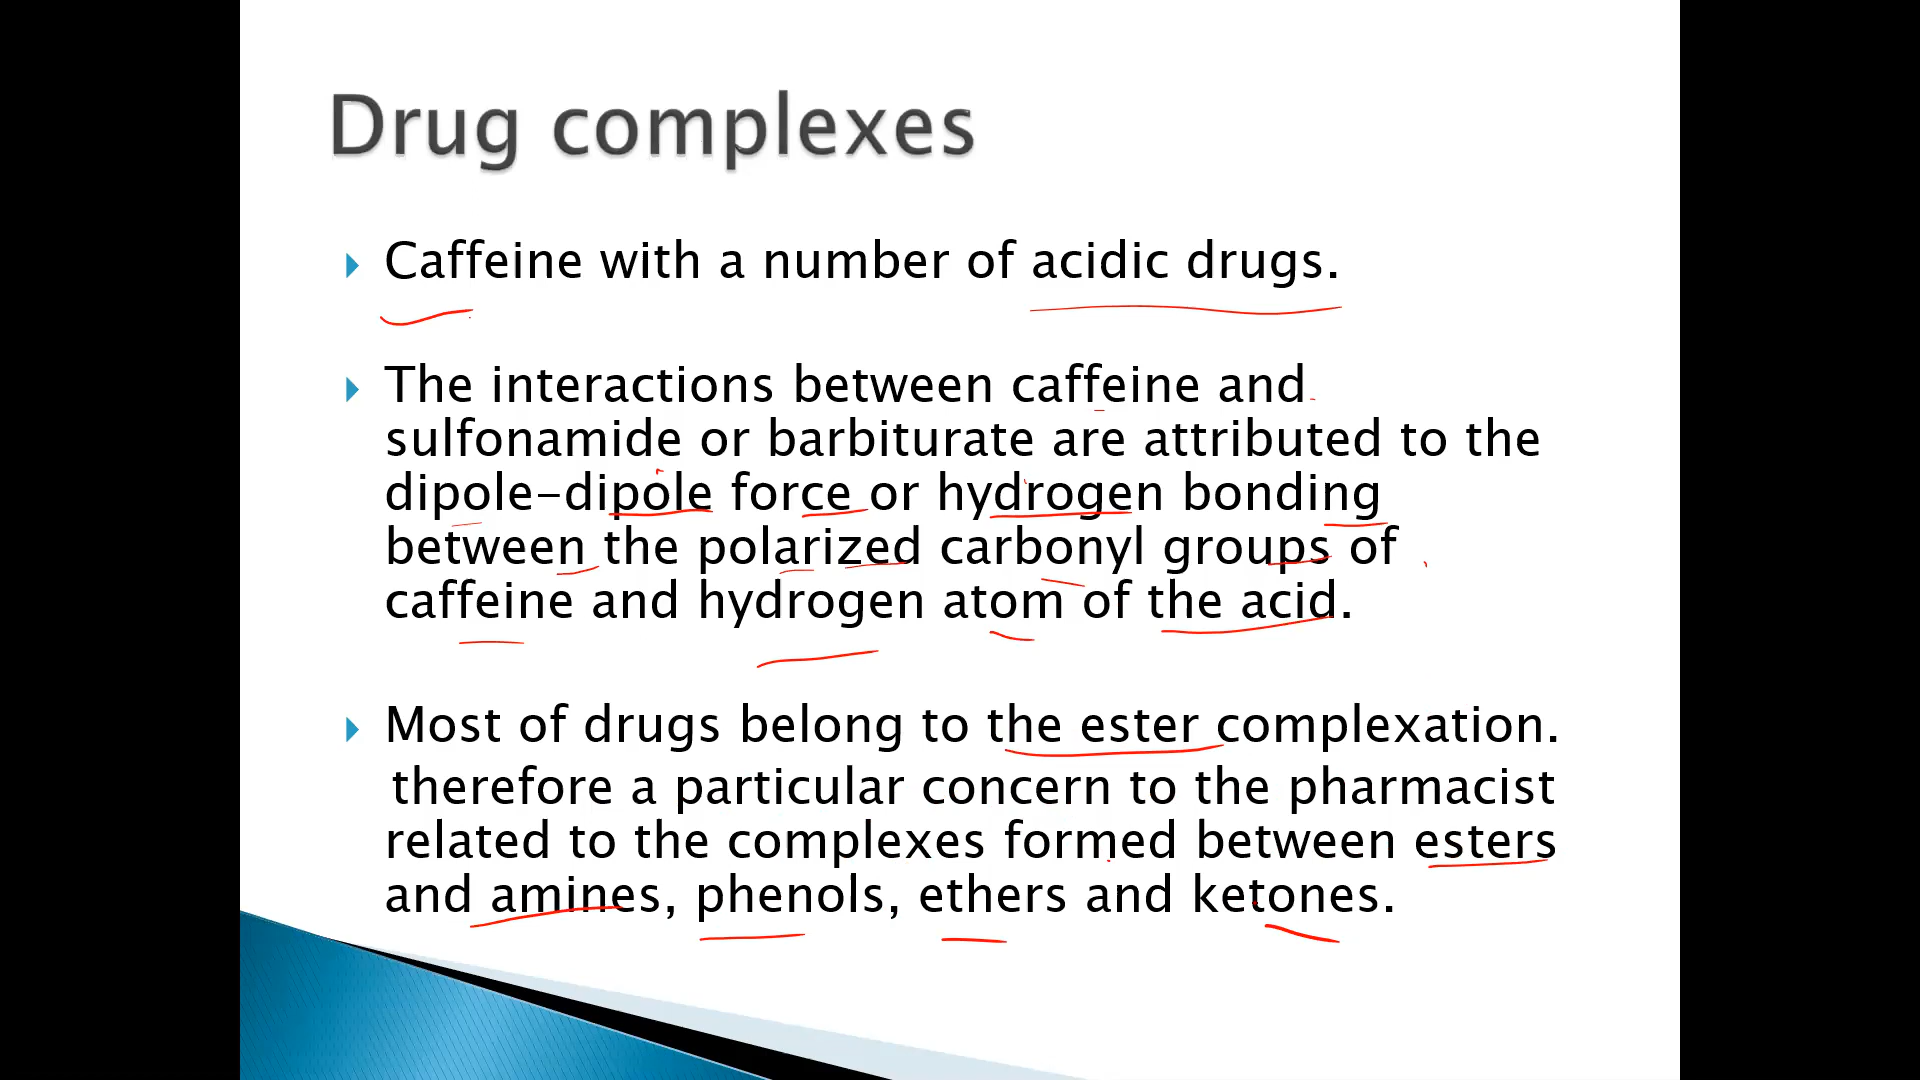 Drug complexes
Caffeine with a number of acidic drugs.
The interactions between caffeine and
sulfonamide or barbiturate are attributed to the
dipole-dipole force or hydrogen bonding
between the polarized carbonyl groups of
caffeine and hydrogen atom of the acid.
Most of drugs belong to the ester complexation.
therefore a particular concern to the pharmacist
related to the complexes formed between esters
and amines, phenols, ethers and ketones.